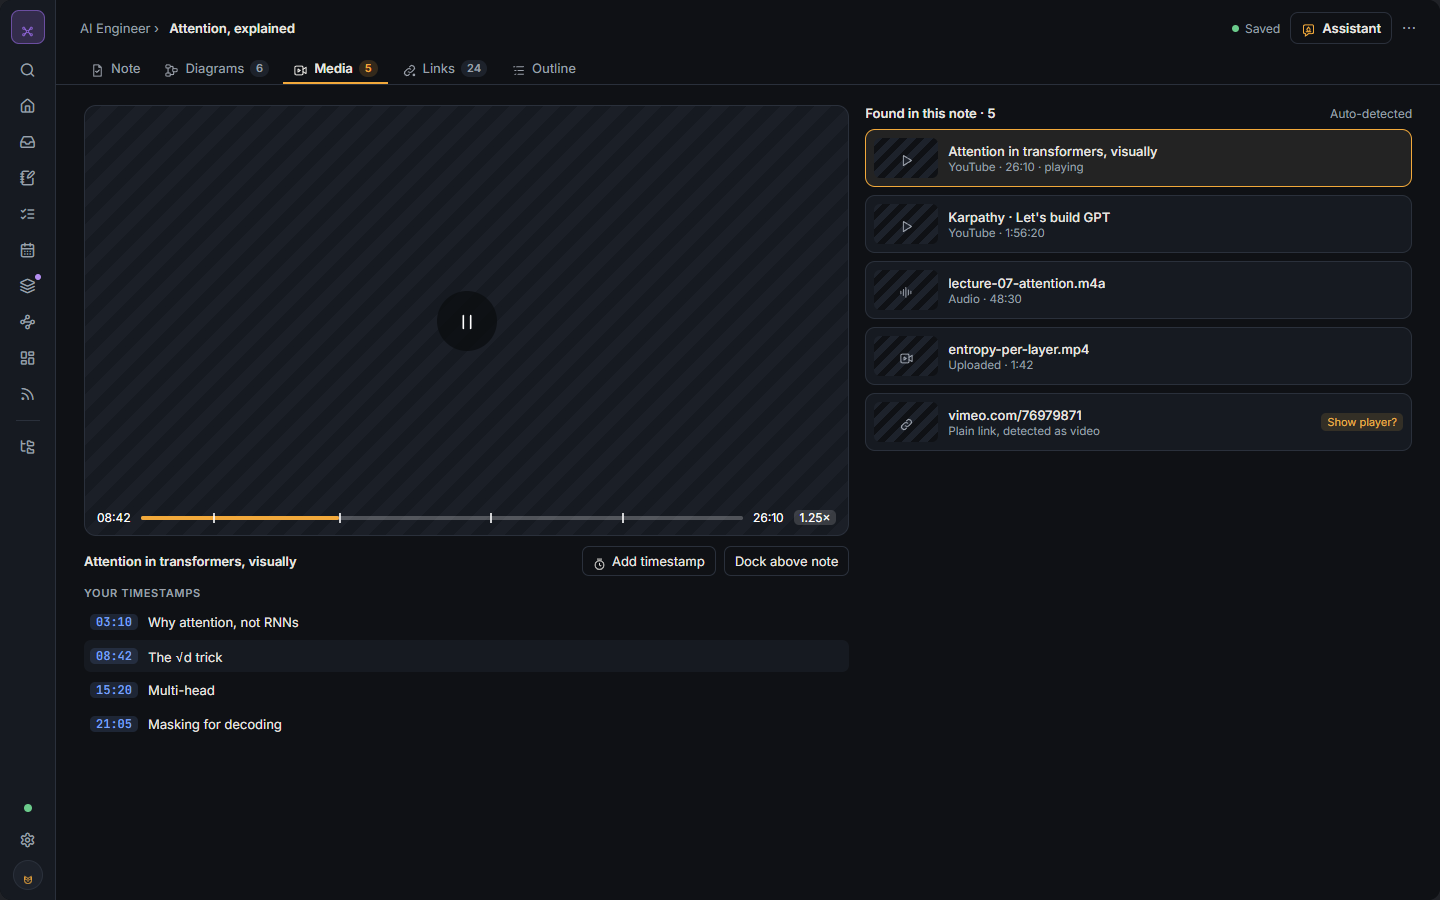 AI Engineer › Attention, explained
Saved
Assistant
Note
Diagrams 6
Media 5
Links 24
Outline
08:42
26:10
1.25×
Attention in transformers, visually
Add timestamp
Dock above note
YOUR TIMESTAMPS
03:10 Why attention, not RNNs
08:42 The √d trick
15:20 Multi-head
21:05 Masking for decoding
Found in this note · 5
Auto-detected
Attention in transformers, visually
YouTube · 26:10 · playing
Karpathy · Let's build GPT
YouTube · 1:56:20
lecture-07-attention.m4a
Audio · 48:30
entropy-per-layer.mp4
Uploaded · 1:42
vimeo.com/76979871
Plain link, detected as video
Show player?